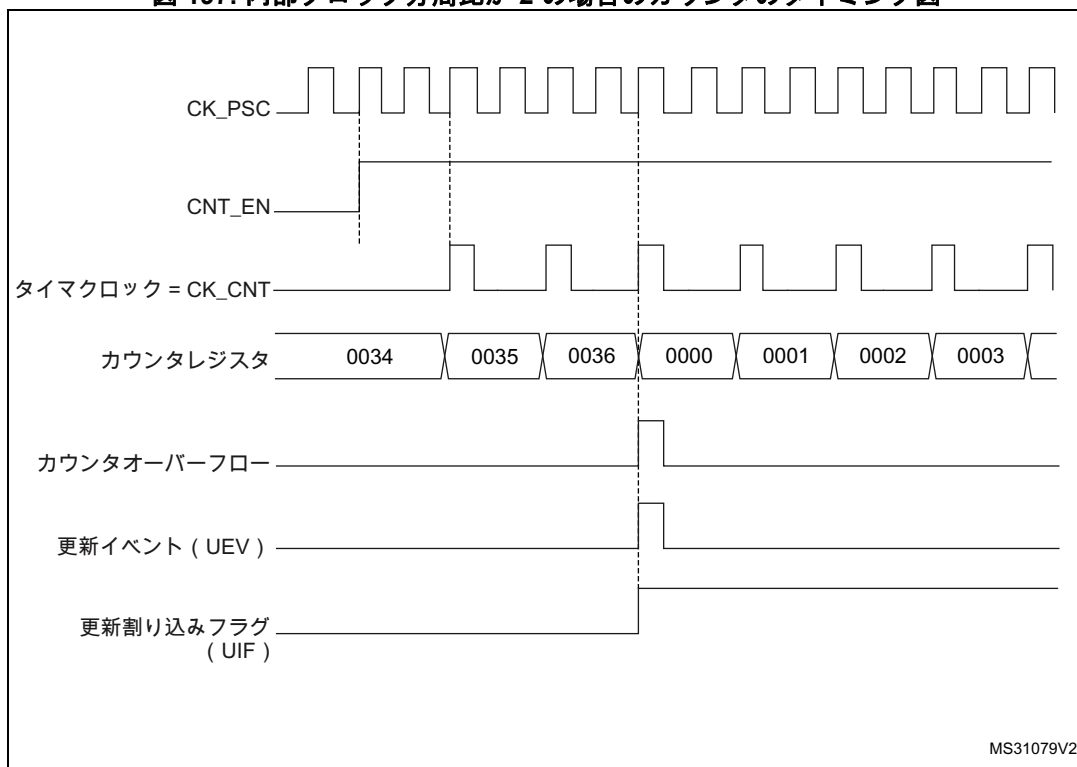 CK_PSC
CNT_EN
タイマクロック = CK_CNT
カウンタレジスタ
0034 0035 0036 0000 0001 0002 0003
カウンタオーバーフロー
更新イベント ( UEV )
更新割り込みフラグ
( UIF )
MS31079V2